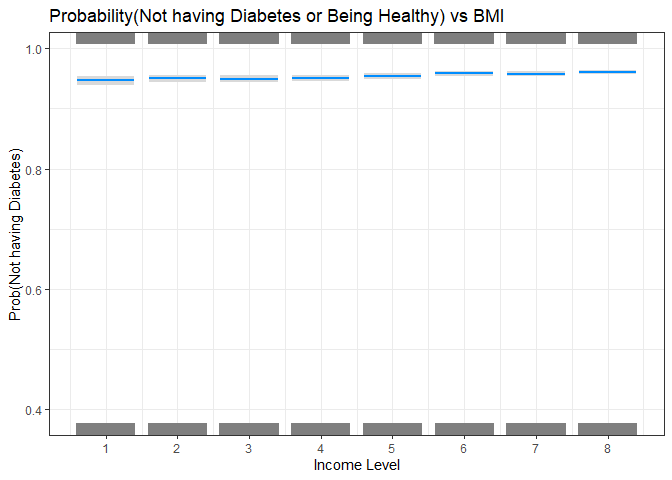 Probability(Not having Diabetes or Being Healthy) vs BMI
Prob(Not having Diabetes)
1.0
0.8
0.6
0.4
1 2 3 4 5 6 7 8
Income Level